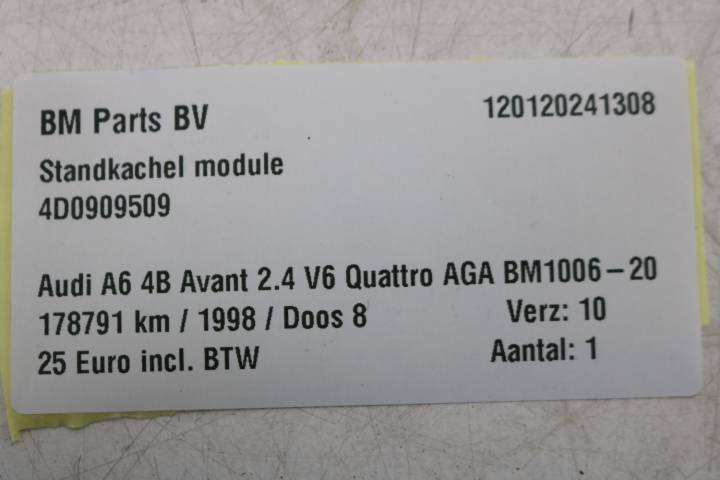 BM Parts BV 120120241308
Standkachel module
4D0909509
Audi A6 4B Avant 2.4 V6 Quattro AGA BM1006-20
178791 km / 1998 / Doos 8 Verz: 10
25 Euro incl. BTW Aantal: 1